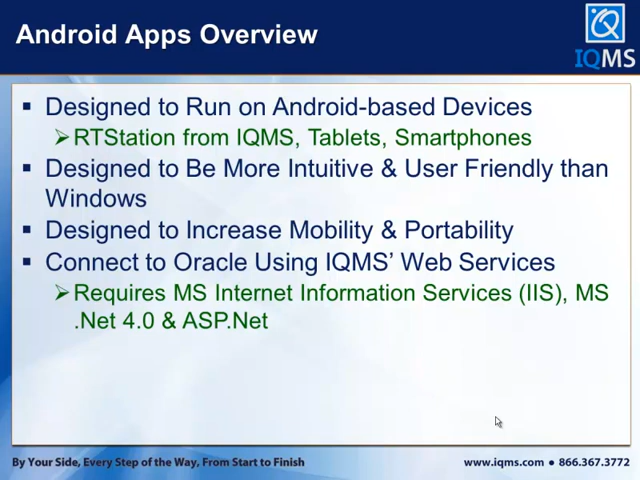 Android Apps Overview
IQMS
Designed to Run on Android-based Devices
RTStation from IQMS, Tablets, Smartphones
Designed to Be More Intuitive & User Friendly than
Windows
Designed to Increase Mobility & Portability
Connect to Oracle Using IQMS’ Web Services
Requires MS Internet Information Services (IIS), MS
.Net 4.0 & ASP.Net
By Your Side, Every Step of the Way, From Start to Finish
www.iqms.com ● 866.367.3772